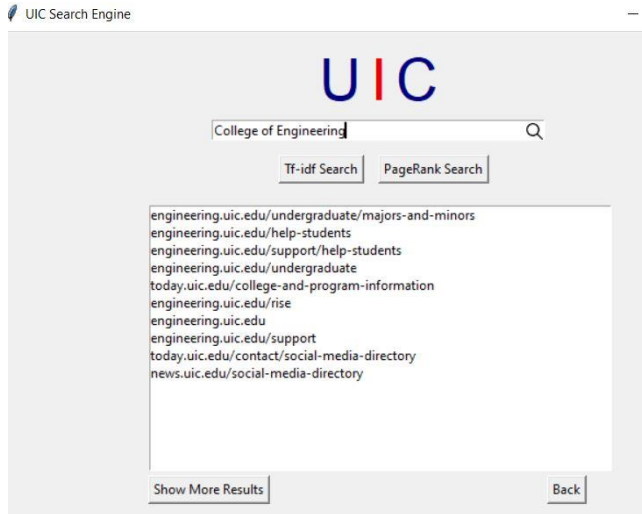 UIC Search Engine
UIC
College of Engineering
Tf-idf Search PageRank Search
engineering.uic.edu/undergraduate/majors-and-minors
engineering.uic.edu/help-students
engineering.uic.edu/support/help-students
engineering.uic.edu/undergraduate
today.uic.edu/college-and-program-information
engineering.uic.edu/rise
engineering.uic.edu
engineering.uic.edu/support
today.uic.edu/contact/social-media-directory
news.uic.edu/social-media-directory
Show More Results Back